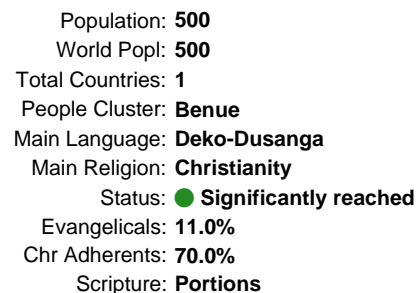 Population: 500
World Popl: 500
Total Countries: 1
People Cluster: Benue
Main Language: Deko-Dusanga
Main Religion: Christianity
Status: Significantly reached
Evangelicals: 11.0%
Chr Adherents: 70.0%
Scripture: Portions